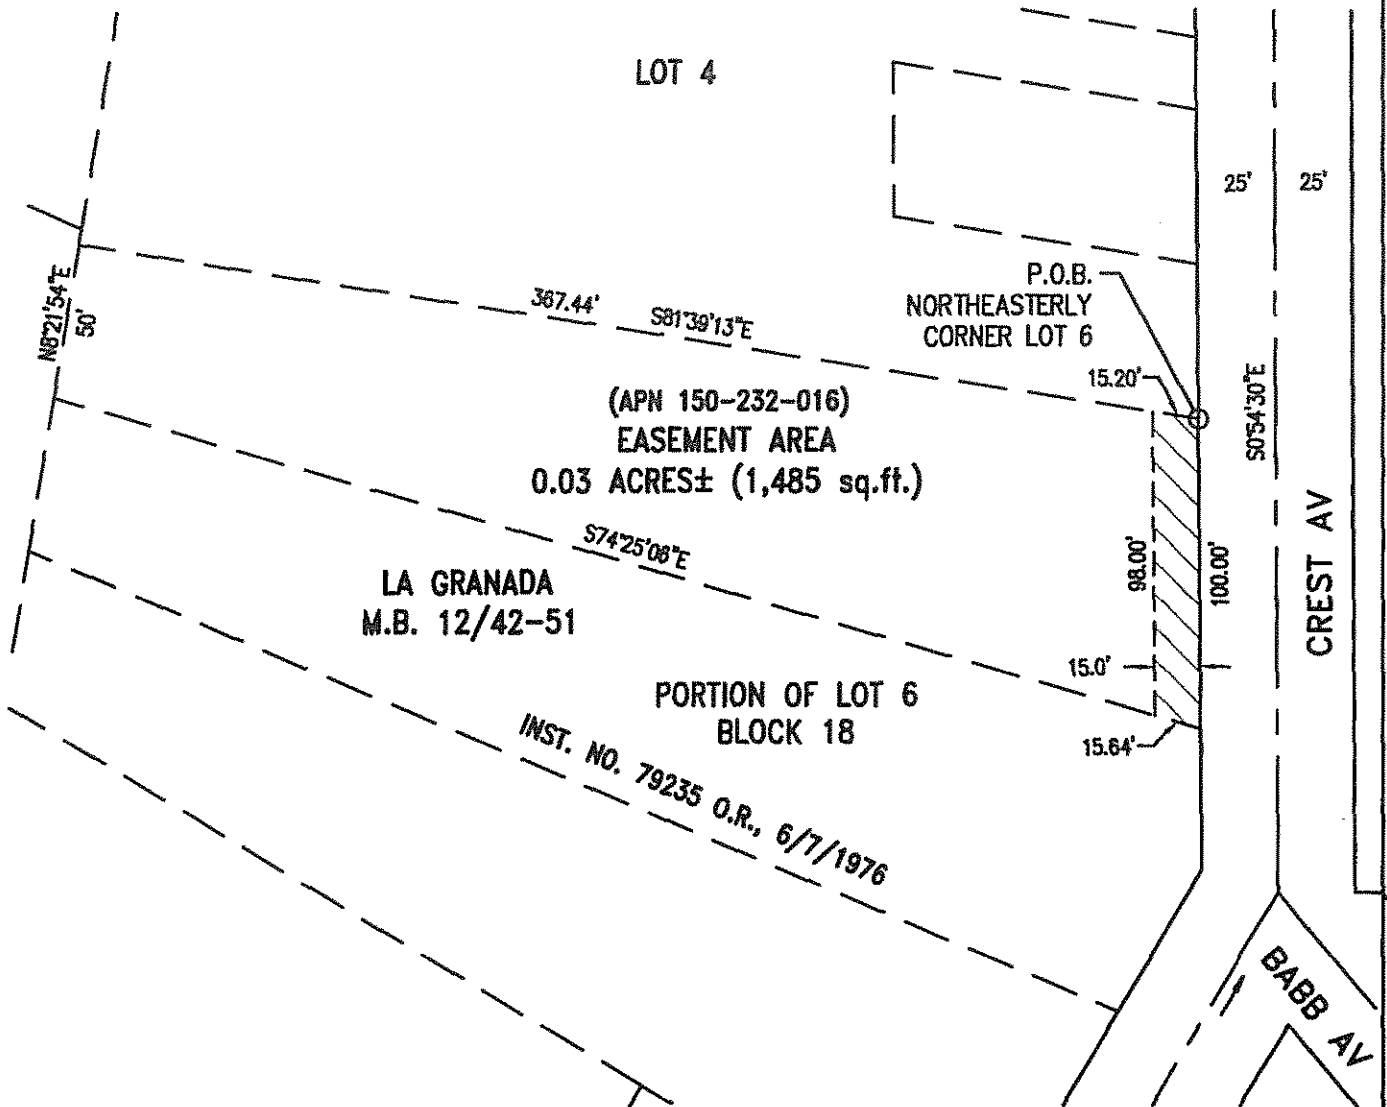 LOT 4
25'
25'
P.O.B.
NORTHEASTERLY
CORNER LOT 6
N8°21'54"E
50'
367.44'
S81°39'13"E
15.20'
S0°54'30"E
(APN 150-232-016)
EASEMENT AREA
0.03 ACRES± (1,485 sq.ft.)
S74°25'08"E
98.00'
100.00'
CREST AV
LA GRANADA
M.B. 12/42-51
15.0'
PORTION OF LOT 6
BLOCK 18
15.64'
INST. NO. 79235 O.R., 6/7/1976
BABB AV